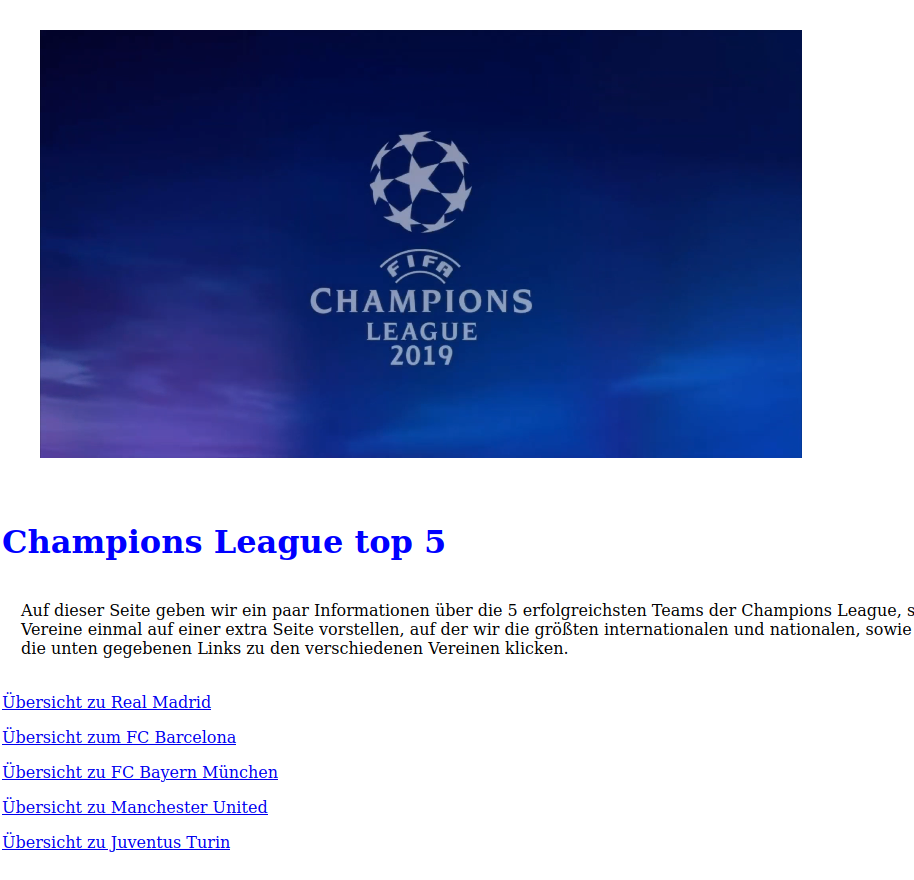 FIFA
CHAMPIONS
LEAGUE
2019
Champions League top 5
Auf dieser Seite geben wir ein paar Informationen über die 5 erfolgreichsten Teams der Champions League, s
Vereine einmal auf einer extra Seite vorstellen, auf der wir die größten internationalen und nationalen, sowie
die unten gegebenen Links zu den verschiedenen Vereinen klicken.
Übersicht zu Real Madrid
Übersicht zum FC Barcelona
Übersicht zu FC Bayern München
Übersicht zu Manchester United
Übersicht zu Juventus Turin